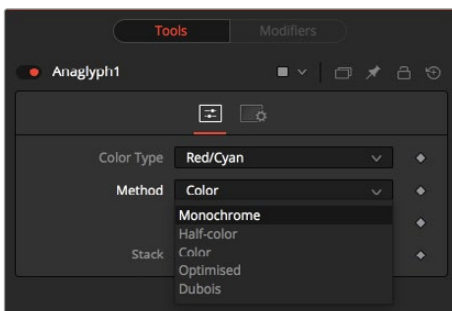 Tools Modifiers
Anaglyph1
Color Type Red/Cyan
Method Color
Monochrome
Half-color
Stack Color
Optimised
Dubois